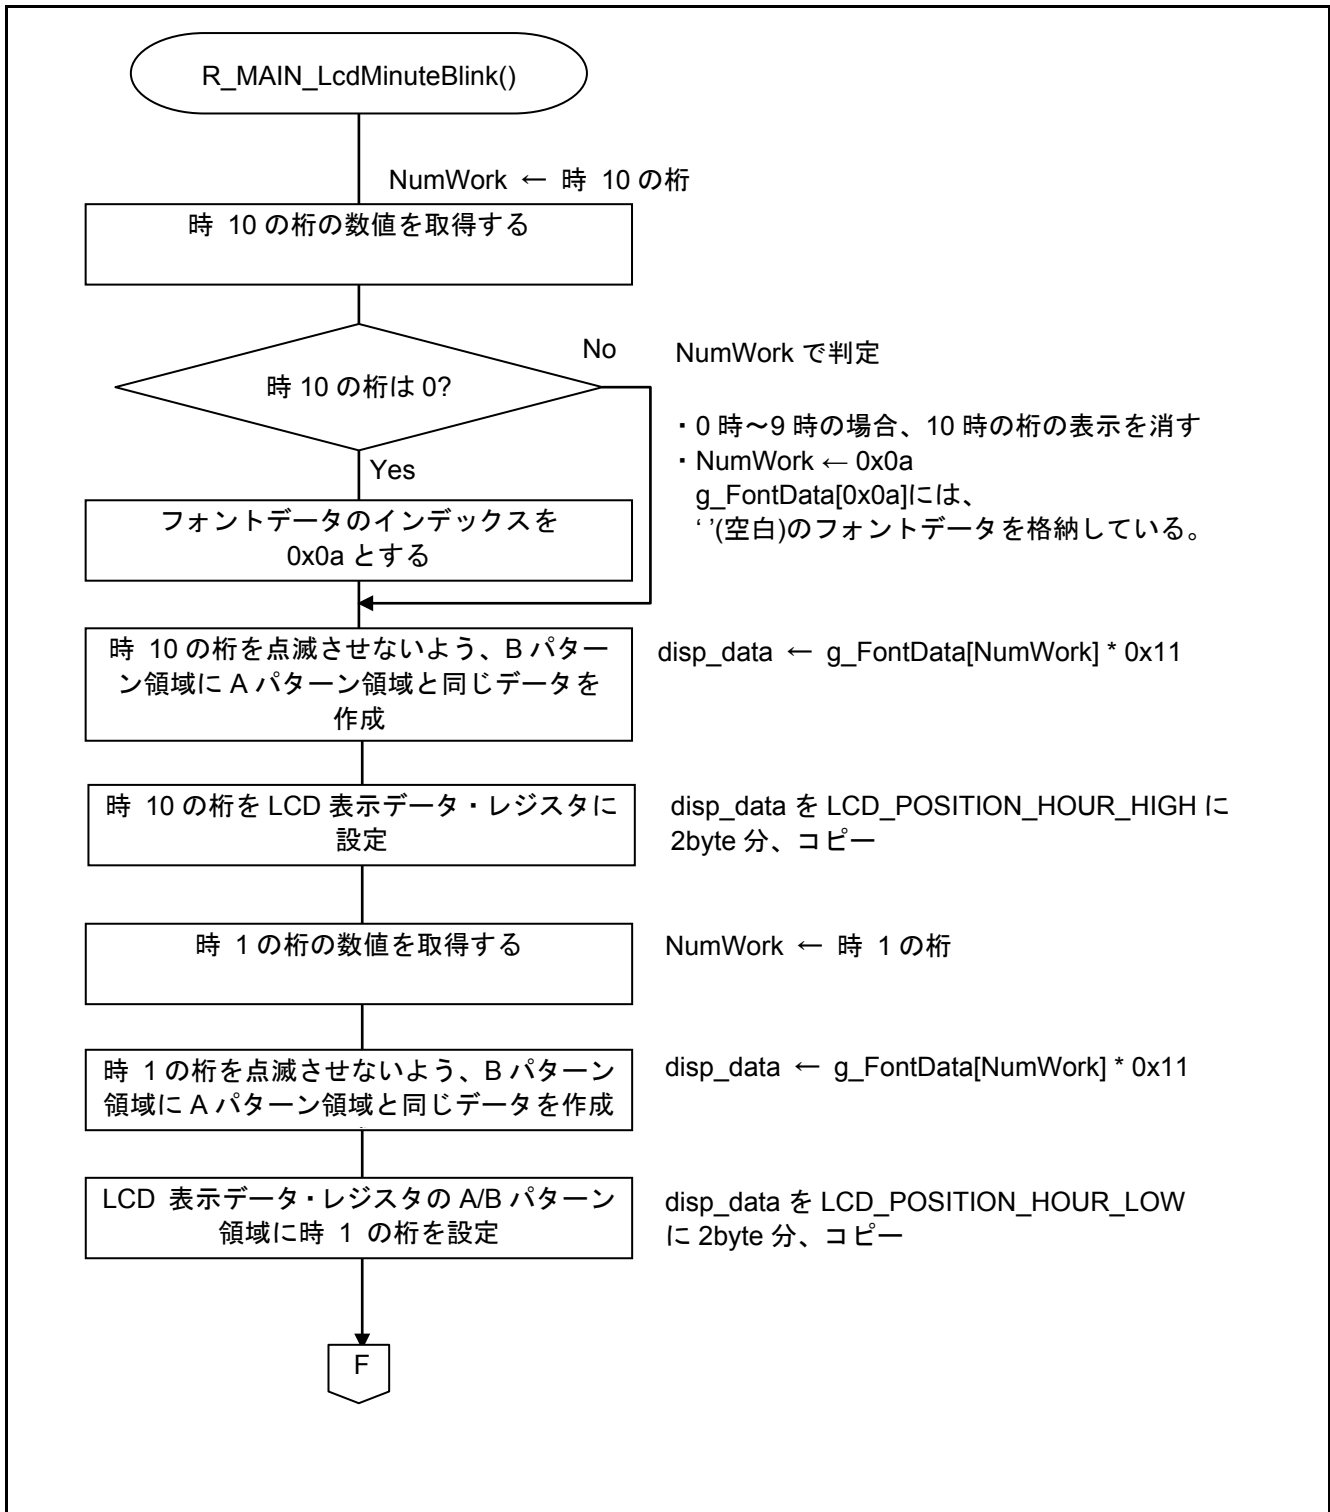 R_MAIN_LcdMinuteBlink()
NumWork ← 時 10 の桁
時 10 の桁の数値を取得する
No
NumWork で判定
時 10 の桁は 0?
・0 時～9 時の場合、10 時の桁の表示を消す
・NumWork ← 0x0a
g_FontData[0x0a]には、
‘ ’(空白)のフォントデータを格納している。
Yes
フォントデータのインデックスを
0x0a とする
時 10 の桁を点滅させないよう、B パター
ン領域に A パターン領域と同じデータを
作成
disp_data ← g_FontData[NumWork] * 0x11
時 10 の桁を LCD 表示データ・レジスタに
設定
disp_data を LCD_POSITION_HOUR_HIGH に
2byte 分、コピー
時 1 の桁の数値を取得する
NumWork ← 時 1 の桁
時 1 の桁を点滅させないよう、B パターン
領域に A パターン領域と同じデータを作成
disp_data ← g_FontData[NumWork] * 0x11
LCD 表示データ・レジスタの A/B パターン
領域に時 1 の桁を設定
disp_data を LCD_POSITION_HOUR_LOW
に 2byte 分、コピー
F